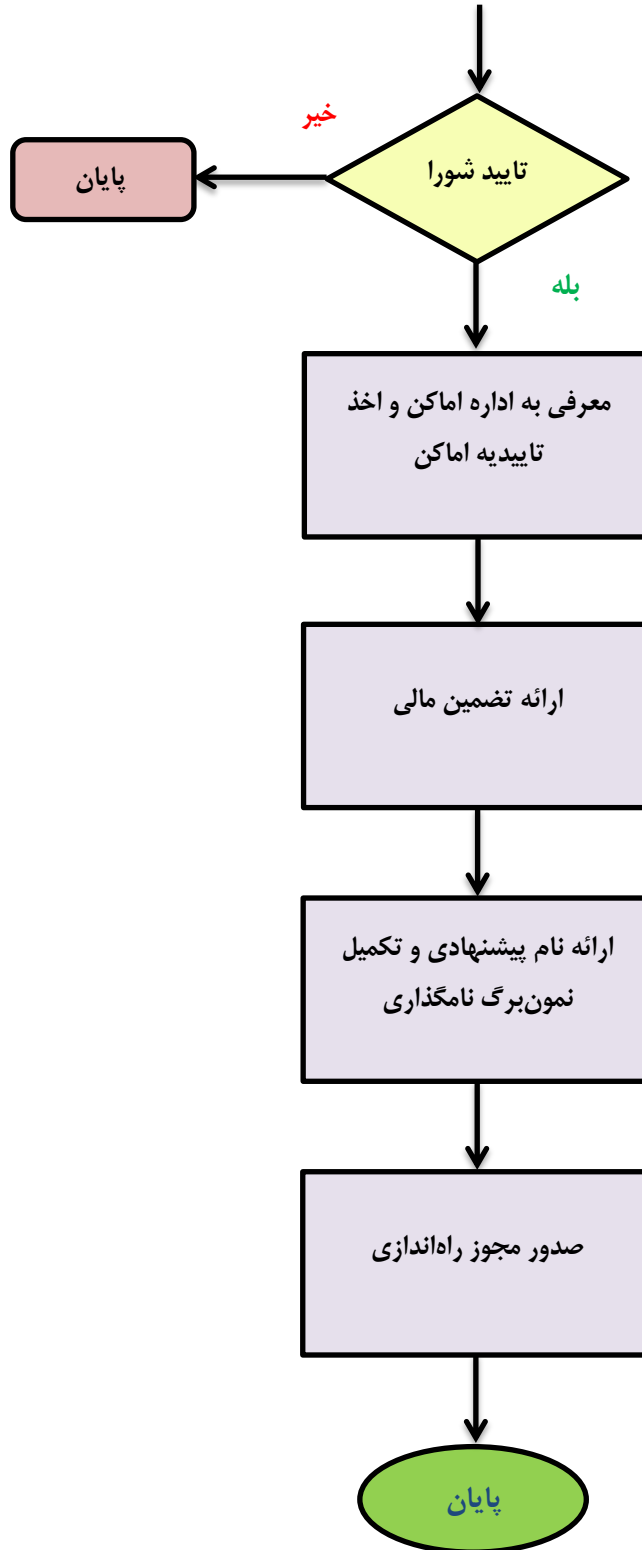 خیر
تایید شورا
پایان
بله
معرفی به اداره اماکن و اخذ
تاییدیه اماکن
ارائه تضمین مالی
ارائه نام پیشنهادی و تکمیل
نمون‌برگ نامگذاری
صدور مجوز راه‌اندازی
پایان